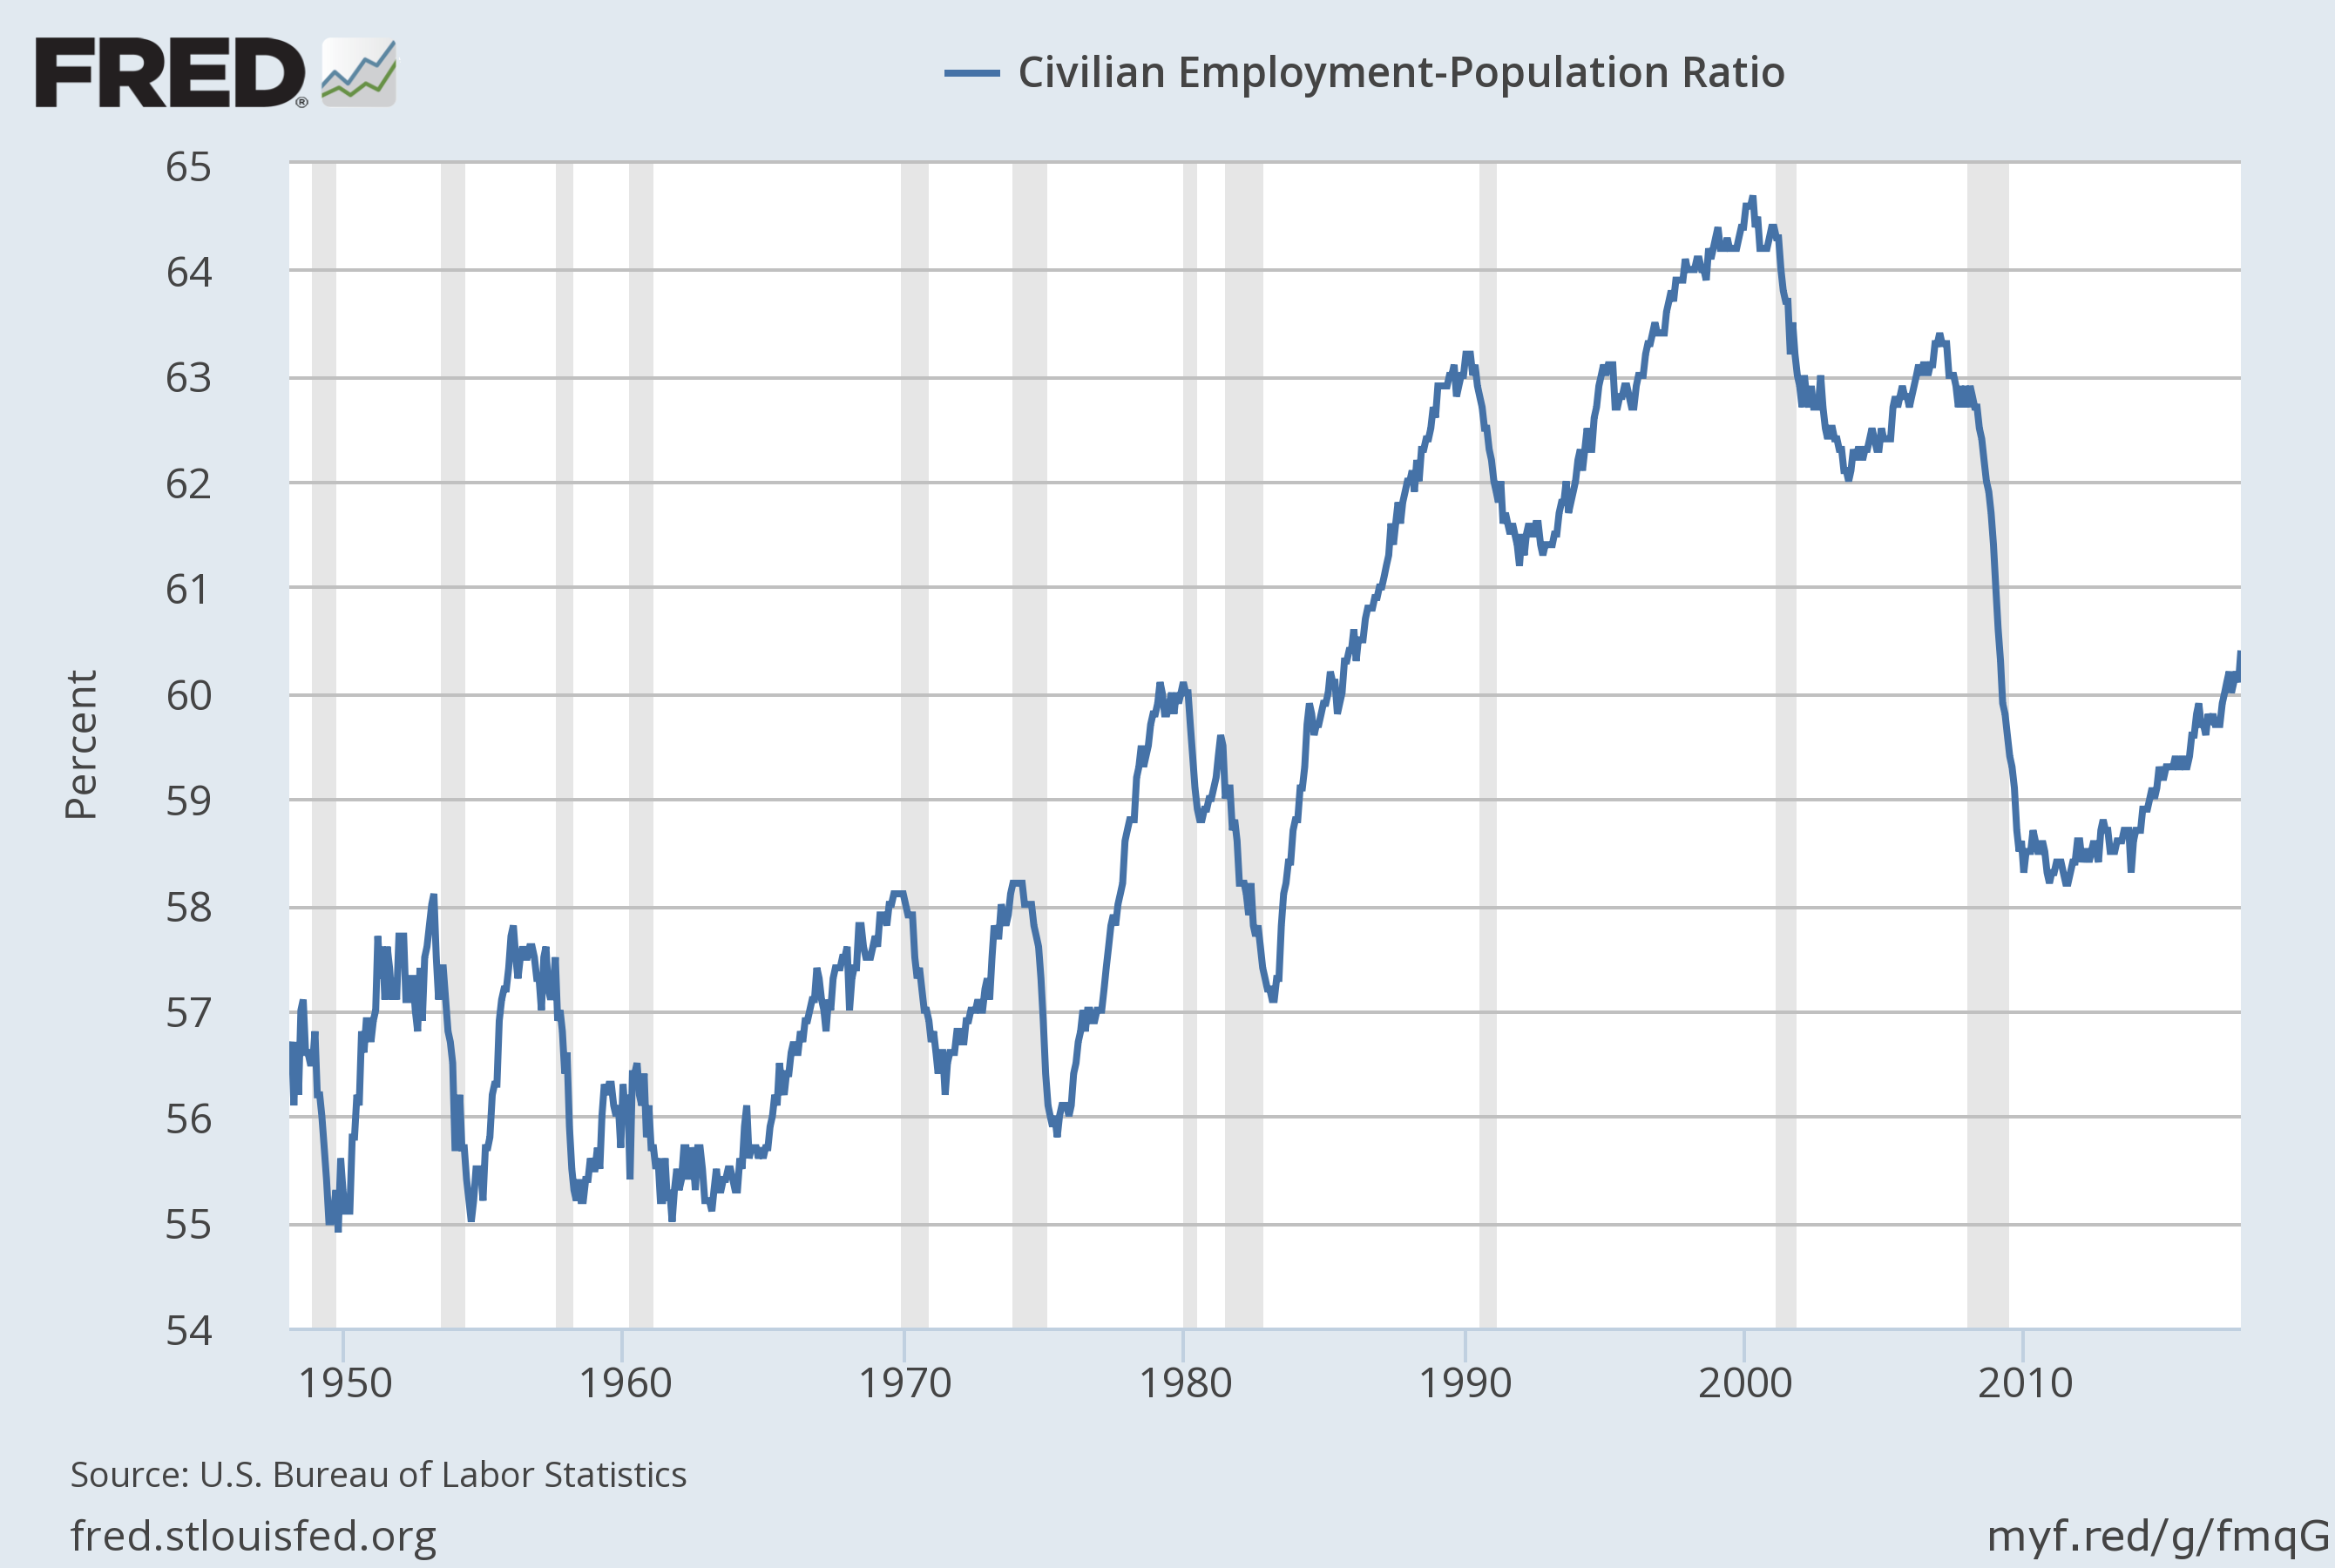 FRED®
Civilian Employment-Population Ratio
65
64
63
62
61
60
59
58
57
56
55
54
Percent
1950 1960 1970 1980 1990 2000 2010
Source: U.S. Bureau of Labor Statistics
fred.stlouisfed.org myf.red/g/fmqG